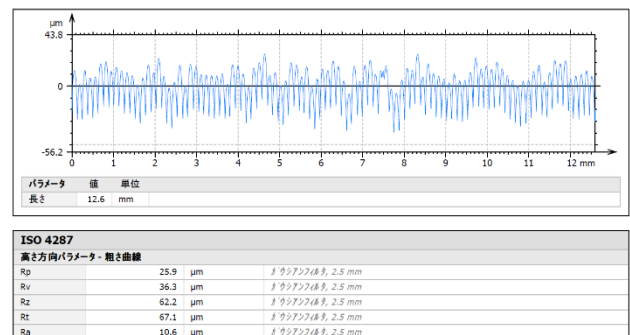 μm
43.8
0
-56.2
0 1 2 3 4 5 6 7 8 9 10 11 12 mm
パラメータ 値 単位
長さ 12.6 mm
ISO 4287
高さ方向パラメータ - 粗さ曲線
Rp 25.9 μm ガウシアンフィルタ, 2.5 mm
Rv 36.3 μm ガウシアンフィルタ, 2.5 mm
Rz 62.2 μm ガウシアンフィルタ, 2.5 mm
Rt 67.1 μm ガウシアンフィルタ, 2.5 mm
Ra 10.6 μm ガウシアンフィルタ, 2.5 mm